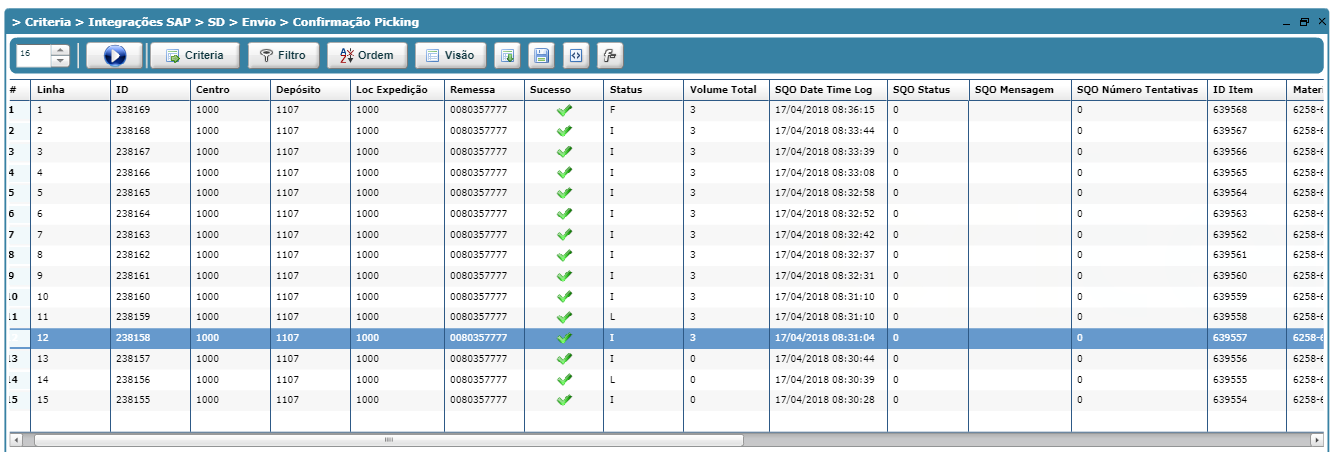 > Criteria > Integrações SAP > SD > Envio > Confirmação Picking
16 Criteria Filtro Ordem Visão
# Linha ID Centro Depósito Loc Expedição Remessa Sucesso Status Volume Total SQO Date Time Log SQO Status SQO Mensagem SQO Número Tentativas ID Item Materi
1 1 238169 1000 1107 1000 0080357777 F 3 17/04/2018 08:36:15 0 0 639568 6258-6
2 2 238168 1000 1107 1000 0080357777 I 3 17/04/2018 08:33:44 0 0 639567 6258-6
3 3 238167 1000 1107 1000 0080357777 I 3 17/04/2018 08:33:39 0 0 639566 6258-6
4 4 238166 1000 1107 1000 0080357777 I 3 17/04/2018 08:33:08 0 0 639565 6258-6
5 5 238165 1000 1107 1000 0080357777 I 3 17/04/2018 08:32:58 0 0 639564 6258-6
6 6 238164 1000 1107 1000 0080357777 I 3 17/04/2018 08:32:52 0 0 639563 6258-6
7 7 238163 1000 1107 1000 0080357777 I 3 17/04/2018 08:32:42 0 0 639562 6258-6
8 8 238162 1000 1107 1000 0080357777 I 3 17/04/2018 08:32:37 0 0 639561 6258-6
9 9 238161 1000 1107 1000 0080357777 I 3 17/04/2018 08:32:31 0 0 639560 6258-6
10 10 238160 1000 1107 1000 0080357777 I 3 17/04/2018 08:31:10 0 0 639559 6258-6
11 11 238159 1000 1107 1000 0080357777 L 3 17/04/2018 08:31:10 0 0 639558 6258-6
12 238158 1000 1107 1000 0080357777 I 3 17/04/2018 08:31:04 0 0 639557 6258-6
13 13 238157 1000 1107 1000 0080357777 I 0 17/04/2018 08:30:44 0 0 639556 6258-6
14 14 238156 1000 1107 1000 0080357777 L 0 17/04/2018 08:30:39 0 0 639555 6258-6
15 15 238155 1000 1107 1000 0080357777 I 0 17/04/2018 08:30:28 0 0 639554 6258-6